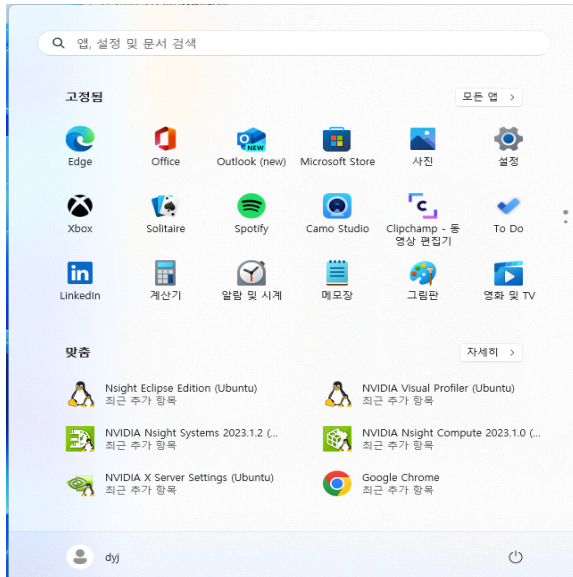 앱, 설정 및 문서 검색
고정됨
모든 앱 >
Edge
Office
NEW
Outlook (new)
Microsoft Store
사진
설정
Xbox
Solitaire
Spotify
Camo Studio
Clipchamp - 동
영상 편집기
To Do
in
LinkedIn
계산기
알람 및 시계
메모장
그림판
영화 및 TV
맞춤
자세히 >
Nsight Eclipse Edition (Ubuntu)
최근 추가 항목
NVIDIA Visual Profiler (Ubuntu)
최근 추가 항목
NVIDIA Nsight Systems 2023.1.2 (...
최근 추가 항목
NVIDIA Nsight Compute 2023.1.0 (...
최근 추가 항목
NVIDIA X Server Settings (Ubuntu)
최근 추가 항목
Google Chrome
최근 추가 항목
dyj